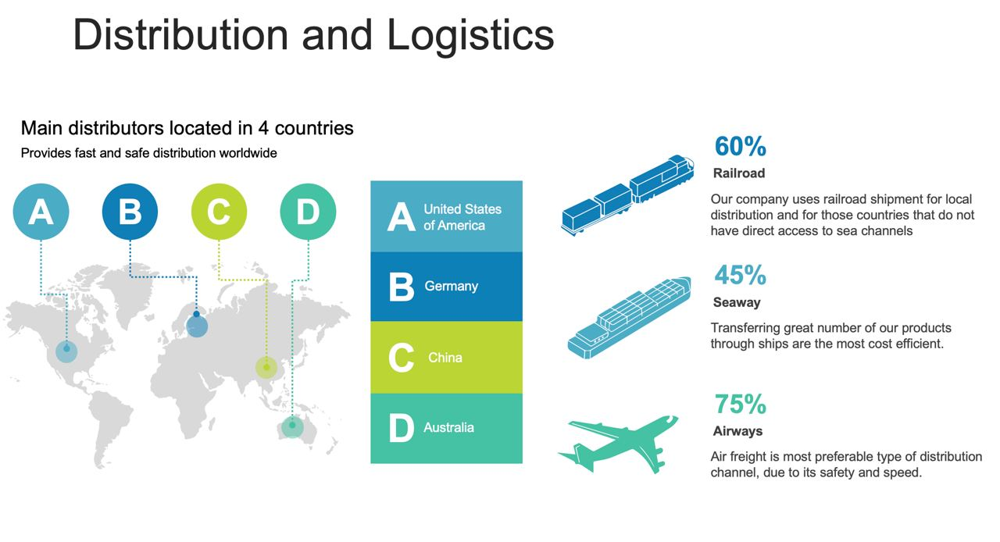 Distribution and Logistics
Main distributors located in 4 countries
Provides fast and safe distribution worldwide
A
B
C
D
A
United States
of America
B
Germany
C
China
D
Australia
60%
Railroad
Our company uses railroad shipment for local
distribution and for those countries that do not
have direct access to sea channels
45%
Seaway
Transferring great number of our products
through ships are the most cost efficient.
75%
Airways
Air freight is most preferable type of distribution
channel, due to its safety and speed.